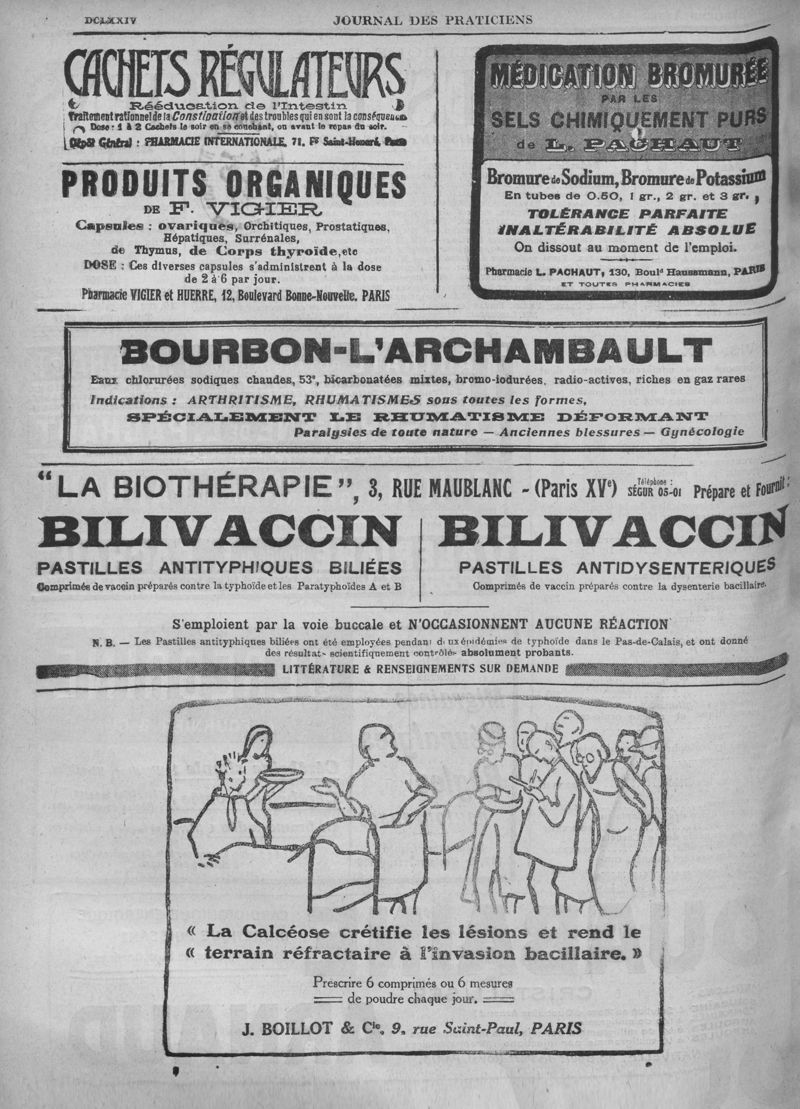 DCLXXIV
JOURNAL DES PRATICIENS
CACHETS RÉGULATEURS
Rééducation de l'Intestin
Traitement rationnel de la Constipation et des troubles qui en sont la conséquence
Dose : 1 à 2 Cachets le soir en se couchant, ou avant le repas du soir.
Dépôt Général : PHARMACIE INTERNATIONALE, 71, Fg Saint-Honoré, Paris
PRODUITS ORGANIQUES
DE F. VIGIER
Capsules : ovariques, Orchitiques, Prostatiques,
Hépatiques, Surrénales,
de Thymus, de Corps thyroïde, etc
DOSE : Ces diverses capsules s'administrent à la dose
de 2 à 6 par jour.
Pharmacie VIGIER et HUERRE, 12, Boulevard Bonne-Nouvelle. PARIS
MÉDICATION BROMURÉE
PAR LES
SELS CHIMIQUEMENT PURS
de L. PACHAUT
Bromure de Sodium, Bromure de Potassium
En tubes de 0.50, 1 gr., 2 gr. et 3 gr.,
TOLÉRANCE PARFAITE
INALTÉRABILITÉ ABSOLUE
On dissout au moment de l'emploi.
Pharmacie L. PACHAUT, 130, Boul<sup>d</sup> Haussmann, PARIS
ET TOUTES PHARMACIES
BOURBON-L'ARCHAMBAULT
Eaux chlorurées sodiques chaudes, 53°, bicarbonatées mixtes, bromo-iodurées, radio-actives, riches en gaz rares
Indications : ARTHRITISME, RHUMATISMES sous toutes les formes,
SPÉCIALEMENT LE RHUMATISME DÉFORMANT
Paralysies de toute nature — Anciennes blessures — Gynécologie
"LA BIOTHÉRAPIE", 3, RUE MAUBLANC - (Paris XVe) Téléphone : SÉGUR 05-01 Prépare et Fournit :
BILIVACCIN
PASTILLES ANTITYPHIQUES BILIÉES
Comprimés de vaccin préparés contre la typhoïde et les Paratyphoïdes A et B
BILIVACCIN
PASTILLES ANTIDYSENTERIQUES
Comprimés de vaccin préparés contre la dysenterie bacillaire.
S'emploient par la voie buccale et N'OCCASIONNENT AUCUNE RÉACTION
N. B. — Les Pastilles antityphiques biliées ont été employées pendant deux épidémies de typhoïde dans le Pas-de-Calais, et ont donné
des résultats scientifiquement contrôlés absolument probants.
LITTÉRATURE & RENSEIGNEMENTS SUR DEMANDE
« La Calcéose crétifie les lésions et rend le
« terrain réfractaire à l'invasion bacillaire. »
Prescrire 6 comprimés ou 6 mesures
de poudre chaque jour.
J. BOILLOT & Cie, 9, rue Saint-Paul, PARIS